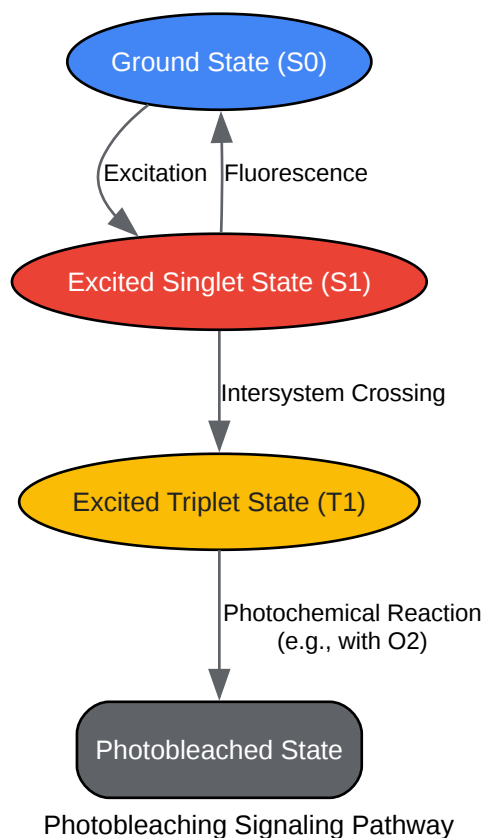 Ground State (S0)
Excitation
Fluorescence
Excited Singlet State (S1)
Intersystem Crossing
Excited Triplet State (T1)
Photochemical Reaction
(e.g., with O2)
Photobleached State
Photobleaching Signaling Pathway